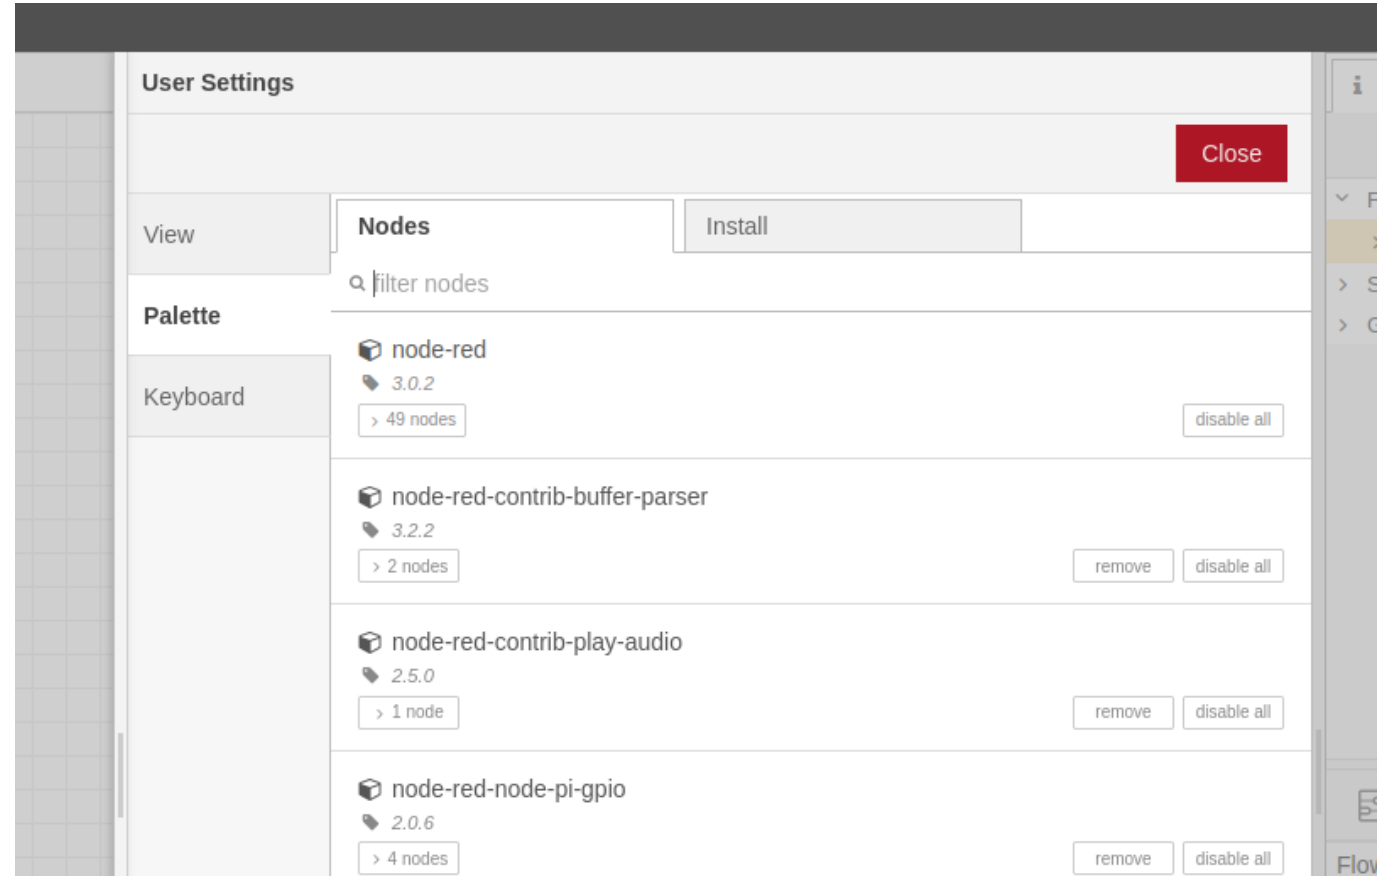 User Settings
Close
View
Palette
Keyboard
Nodes
Install
filter nodes
node-red
3.0.2
49 nodes
disable all
node-red-contrib-buffer-parser
3.2.2
2 nodes
remove
disable all
node-red-contrib-play-audio
2.5.0
1 node
remove
disable all
node-red-node-pi-gpio
2.0.6
4 nodes
remove
disable all